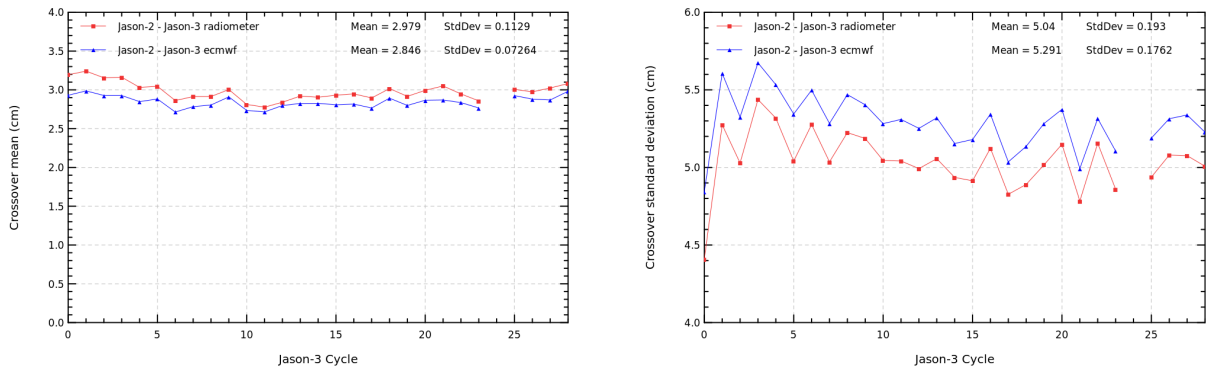 4.0
Jason-2 - Jason-3 radiometer Mean = 2.979 StdDev = 0.1129
Jason-2 - Jason-3 ecmwf Mean = 2.846 StdDev = 0.07264
3.5
3.0
2.5
2.0
1.5
1.0
0.5
0.0
0 5 10 15 20 25
Crossover mean (cm)
Jason-3 Cycle
6.0
Jason-2 - Jason-3 radiometer Mean = 5.04 StdDev = 0.193
Jason-2 - Jason-3 ecmwf Mean = 5.291 StdDev = 0.1762
5.5
5.0
4.5
4.0
0 5 10 15 20 25
Crossover standard deviation (cm)
Jason-3 Cycle